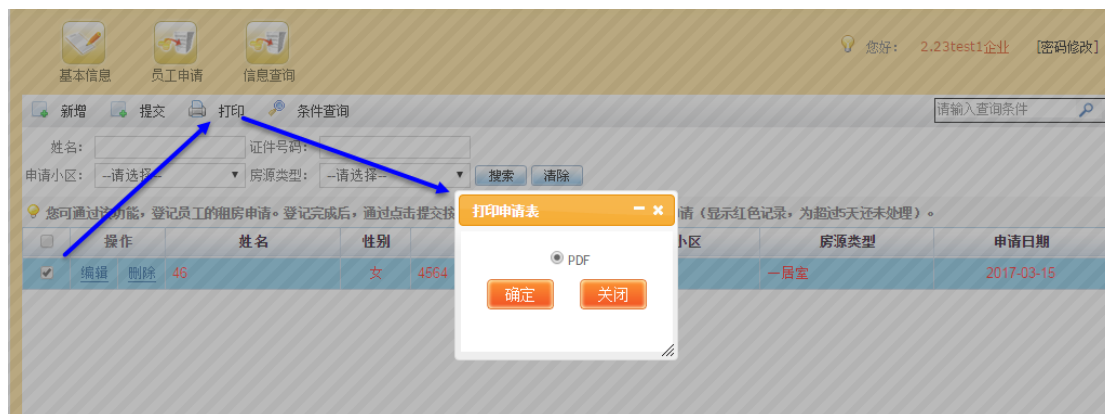 您好： 2.23test1企业 [密码修改]
基本信息 员工申请 信息查询
新增 提交 打印 条件查询 请输入查询条件
姓名： 证件号码：
申请小区： --请选择-- 房源类型： --请选择-- 搜索 清除
您可通过该功能，登记员工的租房申请。登记完成后，通过点击提交按 请（显示红色记录，为超过5天还未处理）。
操作 姓名 性别 小区 房源类型 申请日期
编辑 删除 46 女 4564 一居室 2017-03-15
打印申请表
PDF
确定 关闭